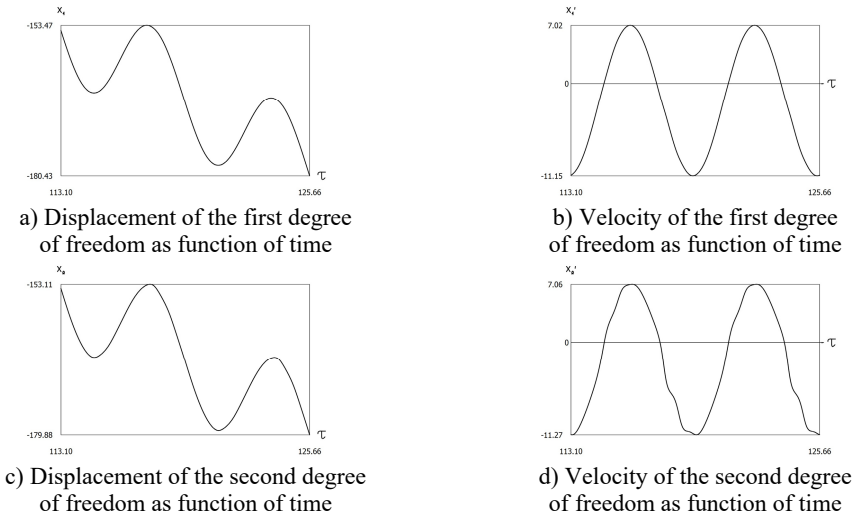 x₁
-153.47
-180.43
τ
113.10
125.66
a) Displacement of the first degree
of freedom as function of time
x₁'
7.02
0
τ
-11.15
113.10
125.66
b) Velocity of the first degree
of freedom as function of time
x₂
-153.11
-179.88
τ
113.10
125.66
c) Displacement of the second degree
of freedom as function of time
x₂'
7.06
0
τ
-11.27
113.10
125.66
d) Velocity of the second degree
of freedom as function of time